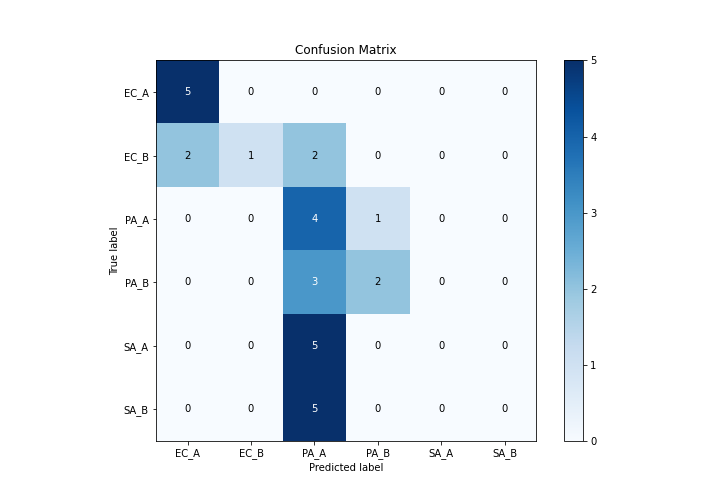 Confusion Matrix
EC_A 5 0 0 0 0 0
EC_B 2 1 2 0 0 0
PA_A 0 0 4 1 0 0
PA_B 0 0 3 2 0 0
SA_A 0 0 5 0 0 0
SA_B 0 0 5 0 0 0
EC_A EC_B PA_A PA_B SA_A SA_B
Predicted label
True label
5
4
3
2
1
0